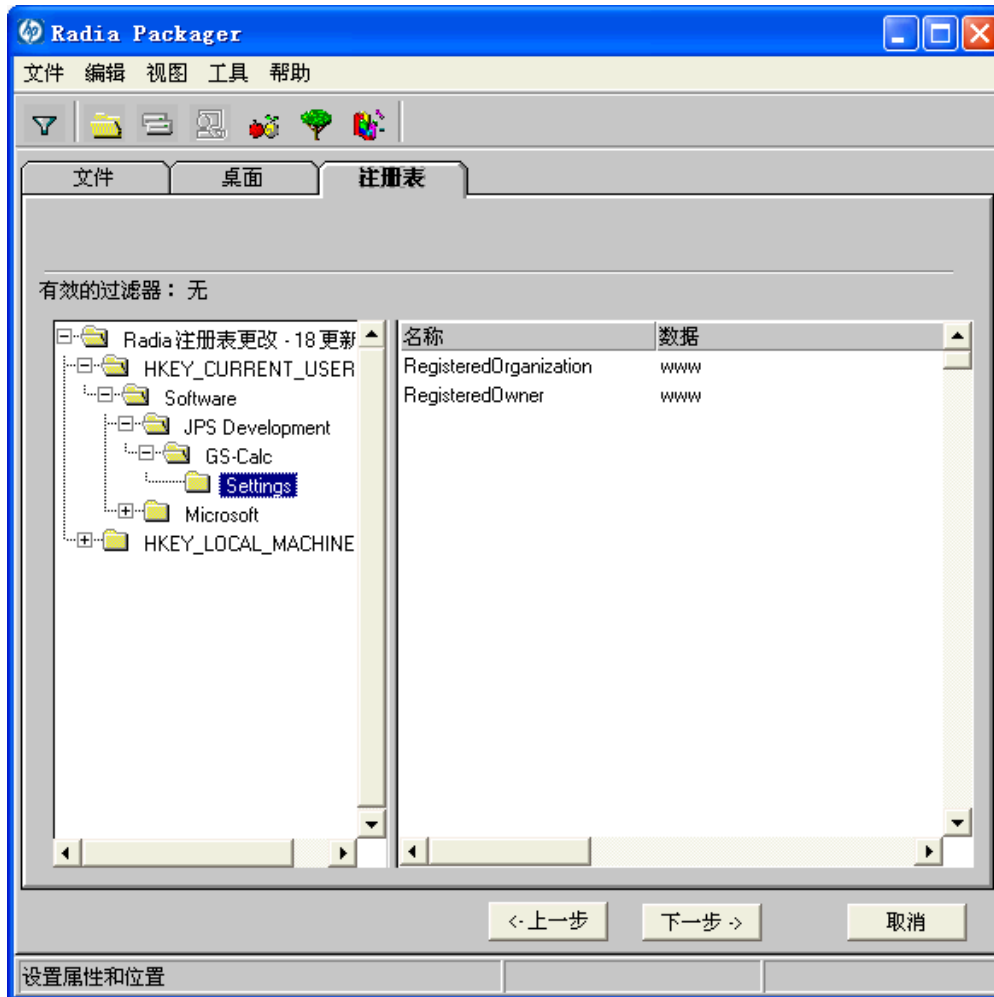 Radia Packager
文件 编辑 视图 工具 帮助
文件 桌面 注册表
有效的过滤器：无
Radia 注册表更改 - 18 更新
HKEY_CURRENT_USER
Software
JPS Development
GS-Calc
Settings
Microsoft
HKEY_LOCAL_MACHINE
名称 数据
RegisteredOrganization www
RegisteredOwner www
<- 上一步 下一步 -> 取消
设置属性和位置